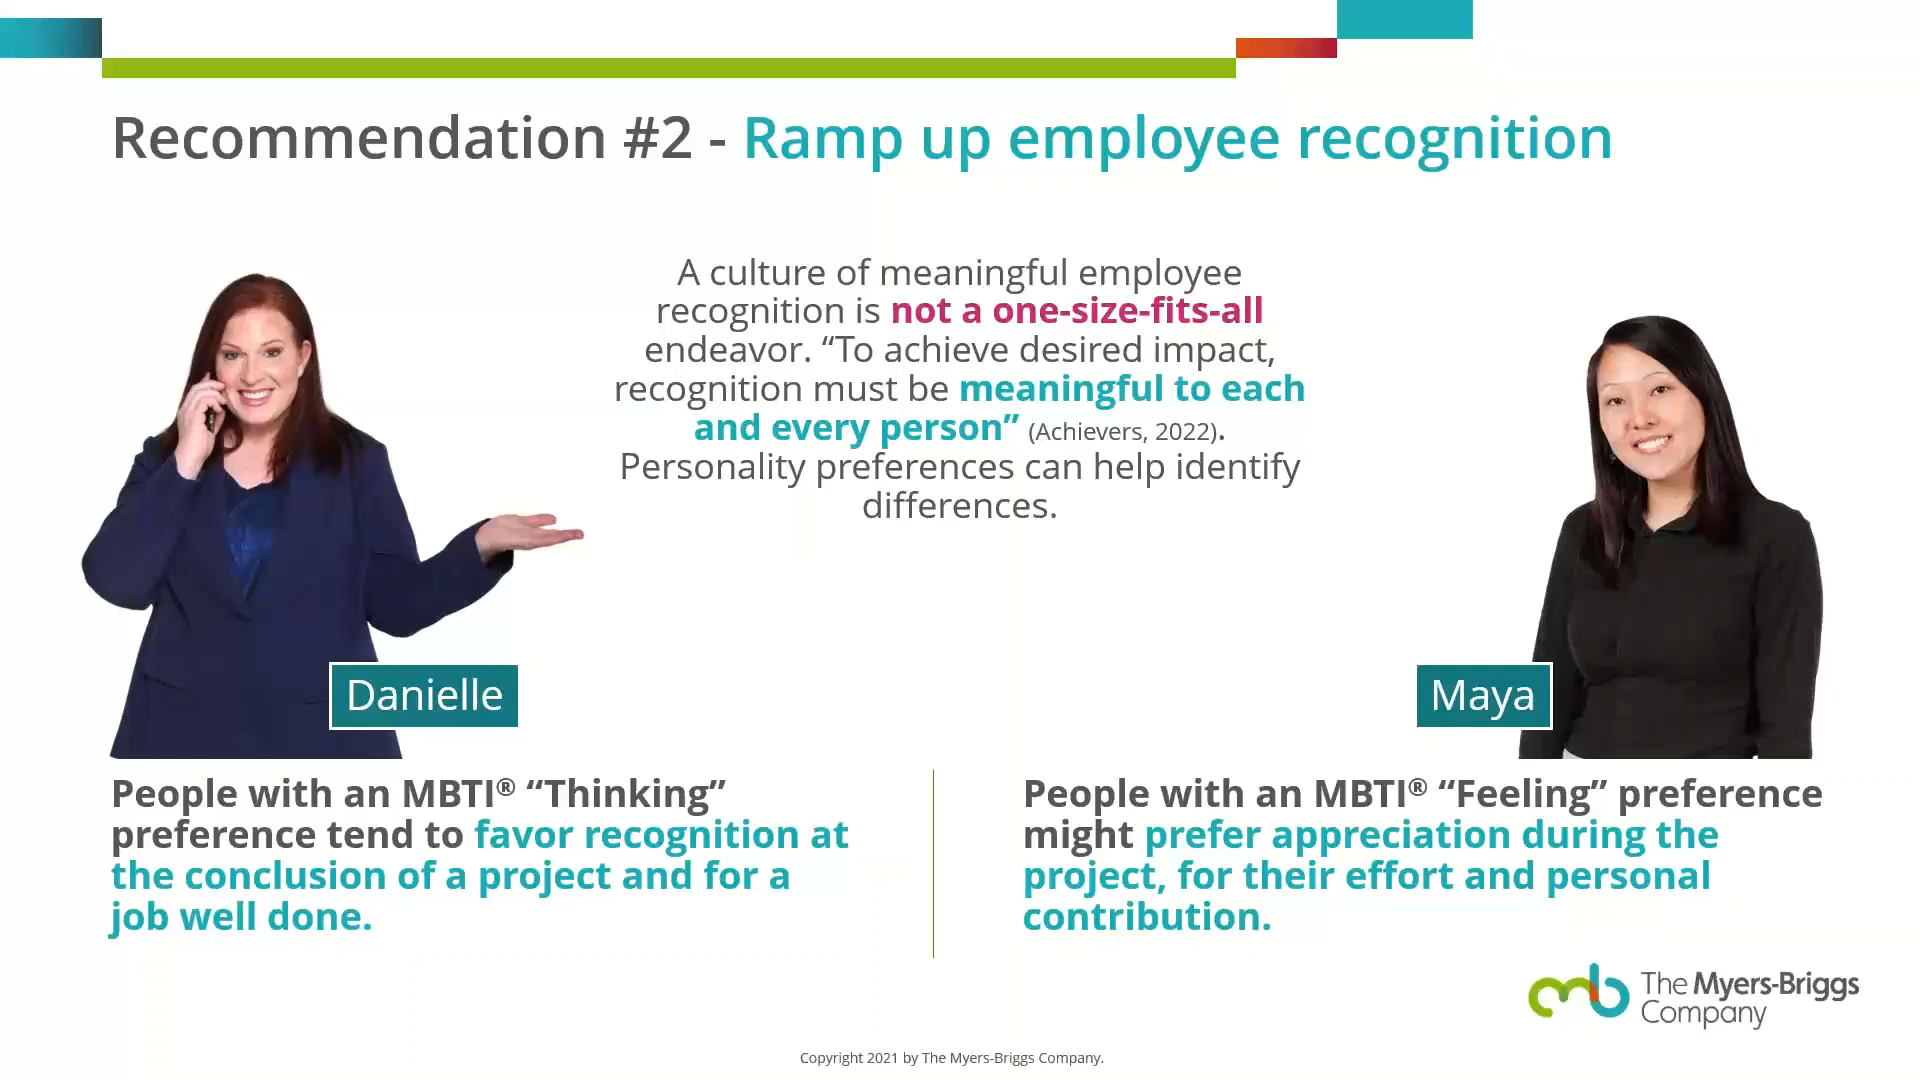 Recommendation #2 - Ramp up employee recognition
A culture of meaningful employee
recognition is not a one-size-fits-all
endeavor. “To achieve desired impact,
recognition must be meaningful to each
and every person” (Achievers, 2022).
Personality preferences can help identify
differences.
Danielle
Maya
People with an MBTI® “Thinking”
preference tend to favor recognition at
the conclusion of a project and for a
job well done.
People with an MBTI® “Feeling” preference
might prefer appreciation during the
project, for their effort and personal
contribution.
mb
The Myers-Briggs
Company
Copyright 2021 by The Myers-Briggs Company.